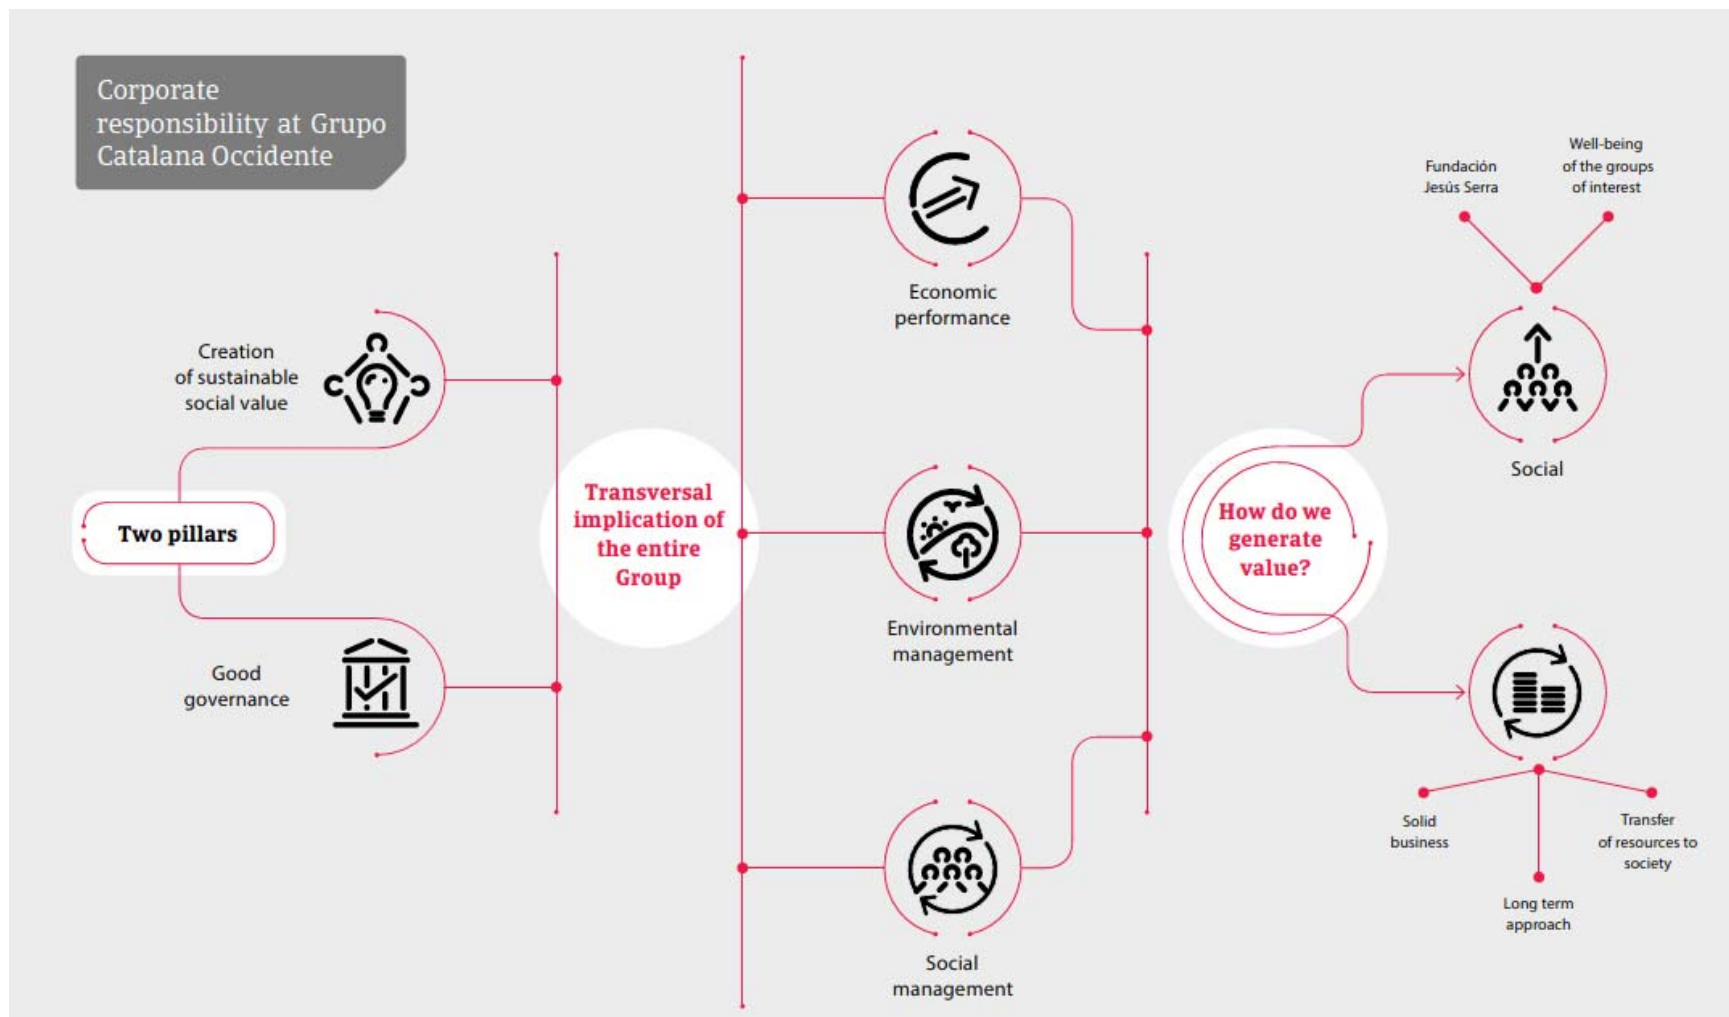 Corporate
responsibility at Grupo
Catalana Occidente
Two pillars
Creation
of sustainable
social value
Good
governance
Transversal
implication of
the entire
Group
Economic
performance
Environmental
management
Social
management
How do we
generate
value?
Fundación
Jesús Serra
Well-being
of the groups
of interest
Social
Solid
business
Long term
approach
Transfer
of resources to
society